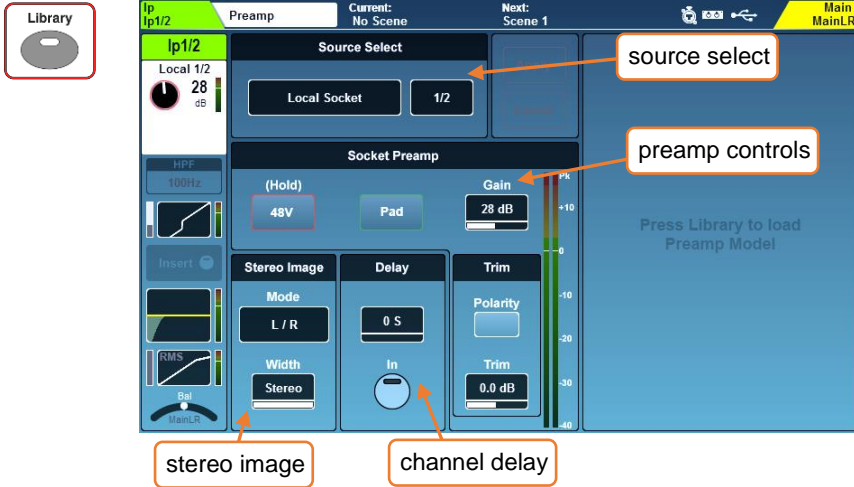 Library
Ip
Ip1/2
Preamp
Current:
No Scene
Next:
Scene 1
Main
MainLR
Ip1/2
Local 1/2
28
dB
HPF
100Hz
Insert
RMS
Bal
MainLR
Source Select
Local Socket
1/2
source select
Socket Preamp
preamp controls
(Hold)
48V
Pad
Gain
28 dB
Pk
+10
0
-10
-20
-30
-40
Press Library to load
Preamp Model
Stereo Image
Mode
L / R
Width
Stereo
Delay
0 S
In
Trim
Polarity
Trim
0.0 dB
stereo image
channel delay